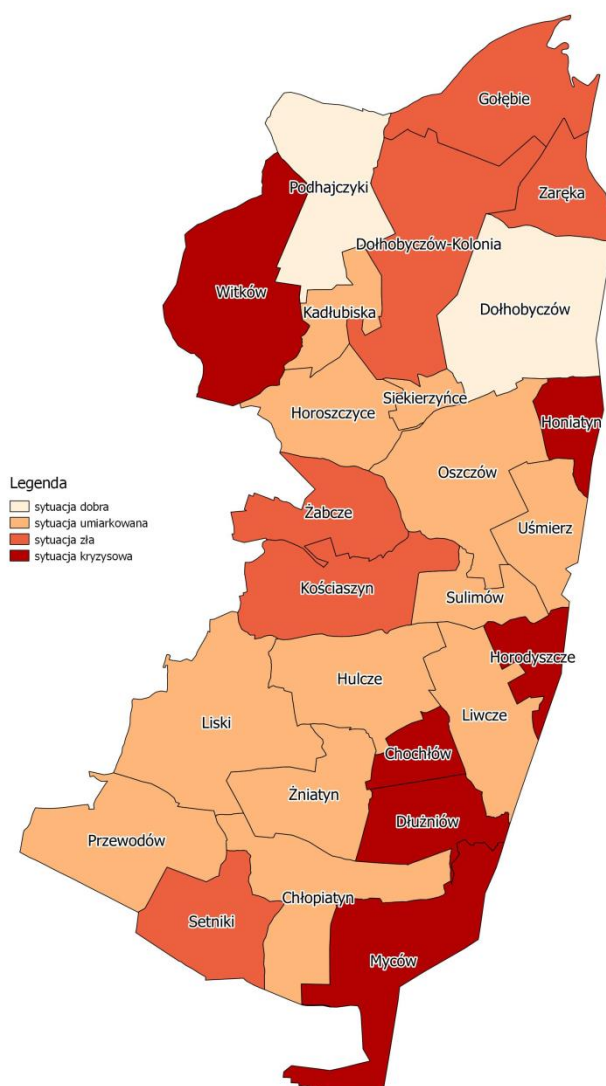 Gołębie
Podhajczyki
Zaręka
Dołhobyczów-Kolonia
Witków
Kadłubiska
Dołhobyczów
Siekierzyńce
Horoszczyce
Honiatyn
Oszczów
Legenda
sytuacja dobra
sytuacja umiarkowana
sytuacja zła
sytuacja kryzysowa
Żabcze
Uśmierz
Kościaszyn
Sulimów
Horodyszcze
Hulcze
Liski
Liwcze
Chochłów
Żniatyn
Dłużniów
Przewodów
Chłopiatyn
Setniki
Myców